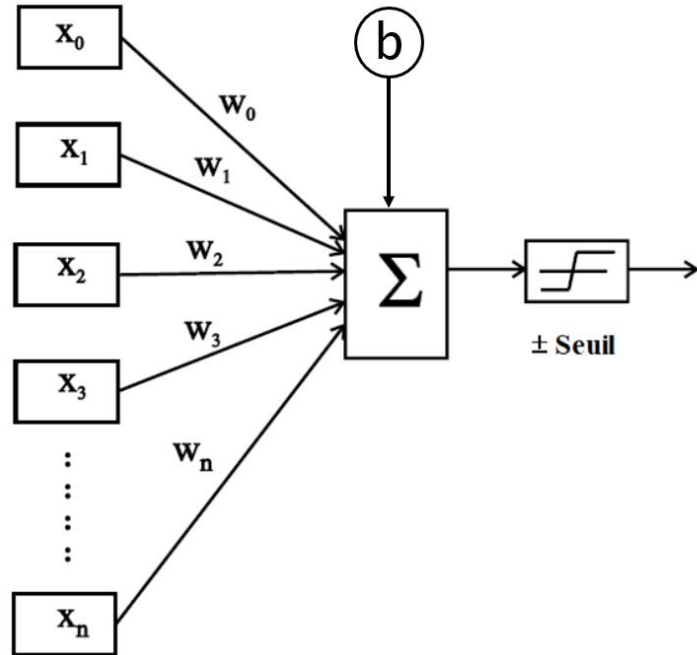 X₀
b
W₀
X₁
W₁
X₂
W₂
Σ
± Seuil
X₃
W₃
Wₙ
Xₙ